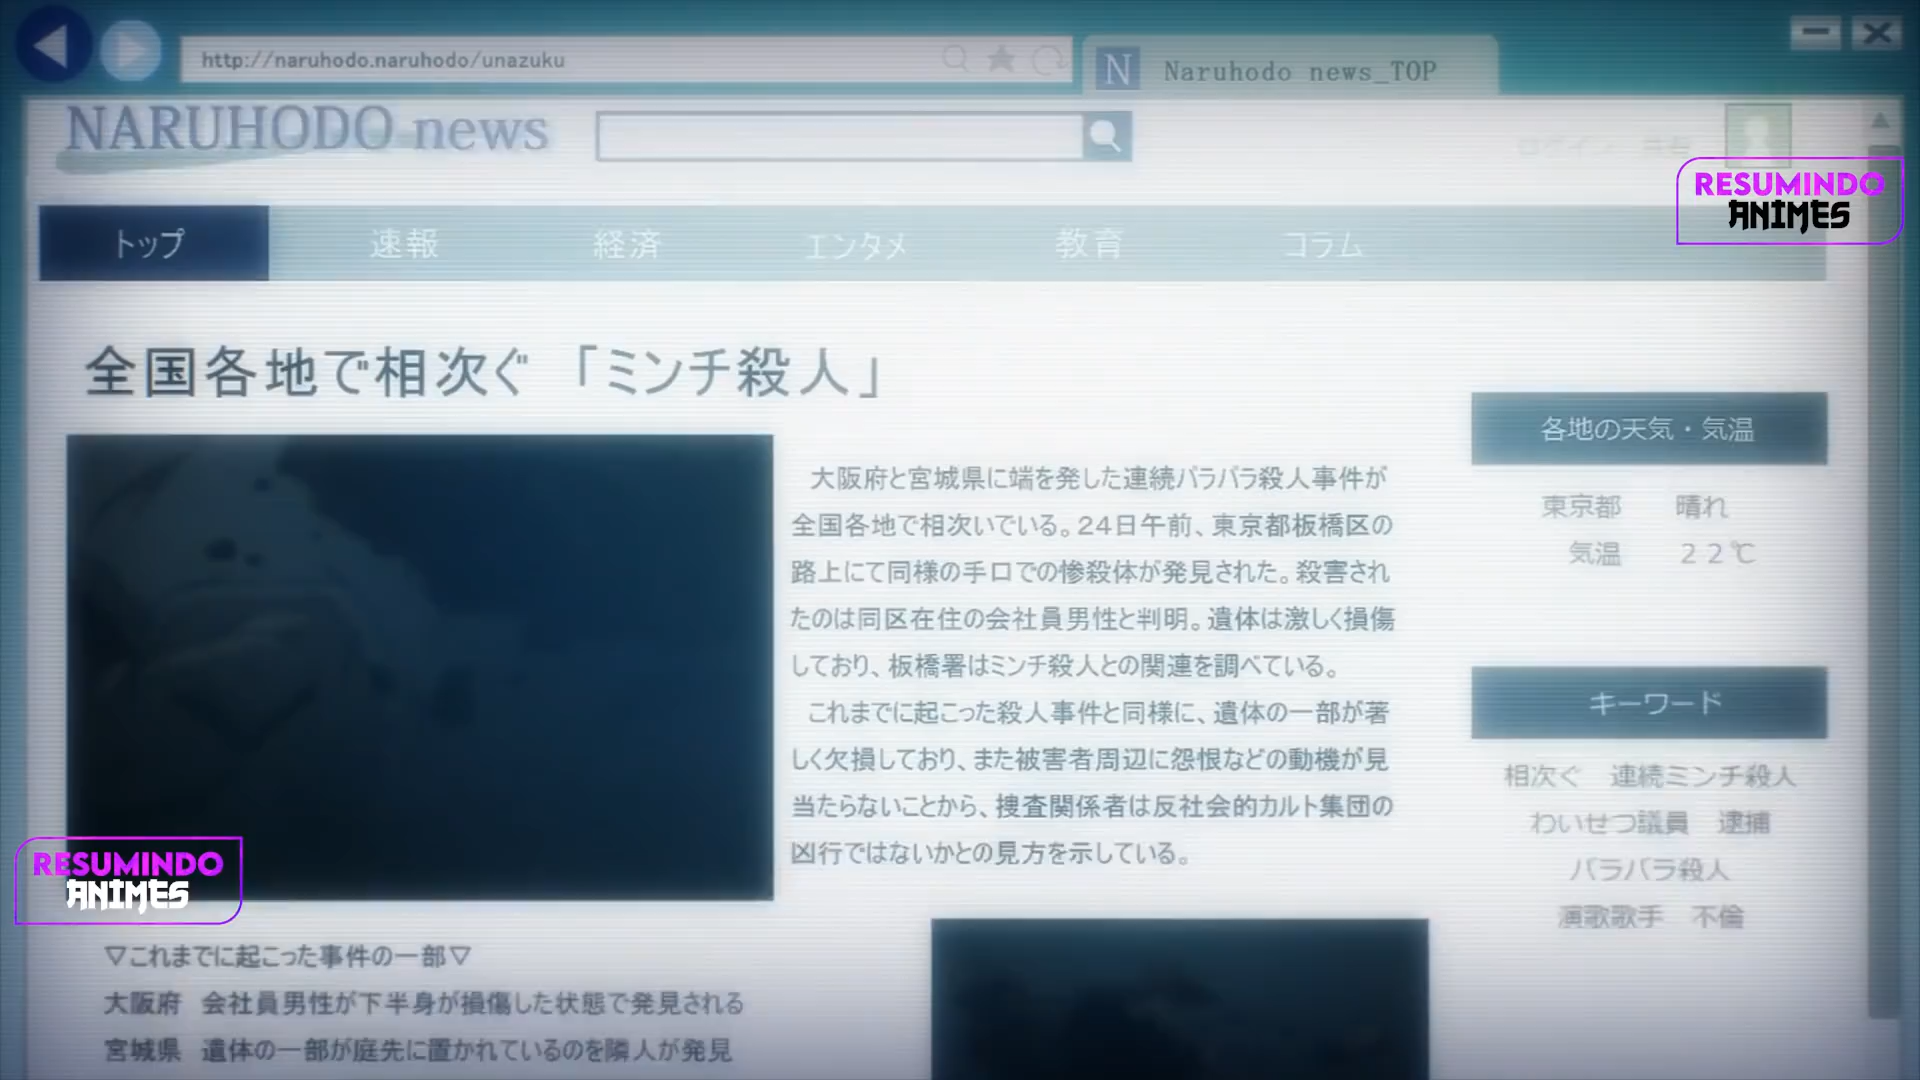 http://naruhodo.naruhodo/unazuku
N Naruhodo news_TOP
NARUHODO news
ログイン
RESUMINDO
ANIMES
トップ 速報 経済 エンタメ 教育 コラム
全国各地で相次ぐ「ミンチ殺人」
大阪府と宮城県に端を発した連続バラバラ殺人事件が
全国各地で相次いでいる。24日午前、東京都板橋区の
路上にて同様の手口での惨殺体が発見された。殺害され
たのは同区在住の会社員男性と判明。遺体は激しく損傷
しており、板橋署はミンチ殺人との関連を調べている。
これまでに起こった殺人事件と同様に、遺体の一部が著
しく欠損しており、また被害者周辺に怨恨などの動機が見
当たらないことから、捜査関係者は反社会的カルト集団の
凶行ではないかとの見方を示している。
各地の天気・気温
東京都 晴れ
気温 22℃
キーワード
相次ぐ 連続ミンチ殺人
わいせつ議員 逮捕
バラバラ殺人
演歌歌手 不倫
RESUMINDO
ANIMES
▽これまでに起こった事件の一部▽
大阪府 会社員男性が下半身が損傷した状態で発見される
宮城県 遺体の一部が庭先に置かれているのを隣人が発見